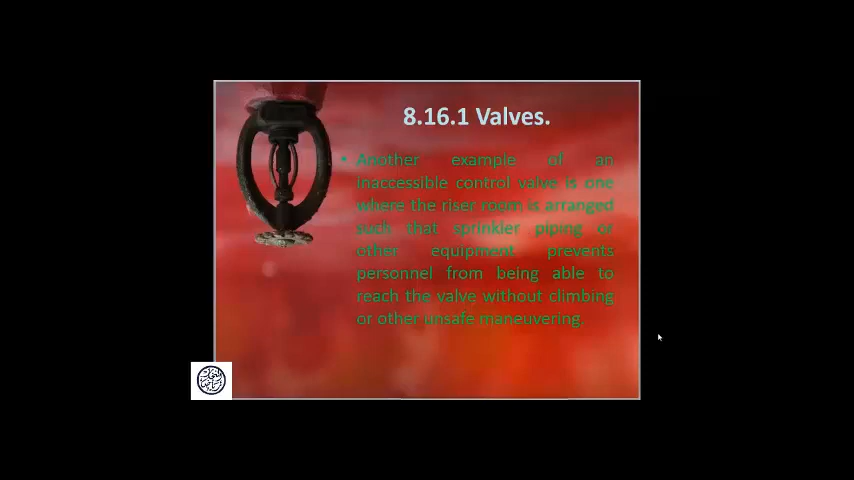 8.16.1 Valves.
• Another example of an
inaccessible control valve is one
where the riser room is arranged
such that sprinkler piping or
other equipment prevents
personnel from being able to
reach the valve without climbing
or other unsafe maneuvering.